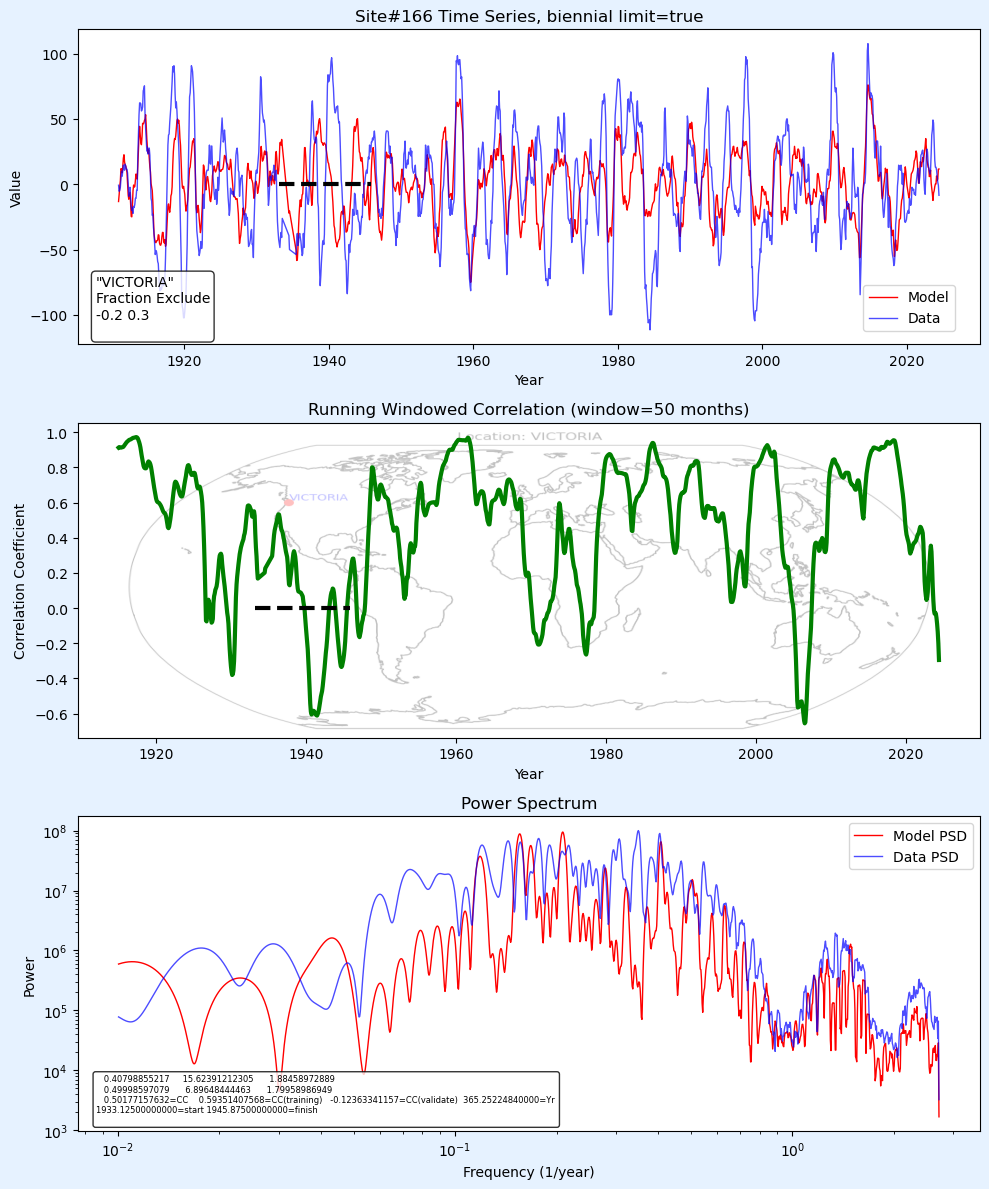 Site#166 Time Series, biennial limit=true
100
50
0
−50
−100
Value
"VICTORIA"
Fraction Exclude
-0.2 0.3
Model
Data
1920
1940
1960
1980
2000
2020
Year
Running Windowed Correlation (window=50 months)
Location: VICTORIA
VICTORIA
1.0
0.8
0.6
0.4
0.2
0.0
−0.2
−0.4
−0.6
Correlation Coefficient
1920
1940
1960
1980
2000
2020
Year
Power Spectrum
10^8
10^7
10^6
10^5
10^4
10^3
Power
Model PSD
Data PSD
0.40798855217 15.62391212305 1.88458972889
0.49998597079 6.89648444463 1.79958986949
0.50177157632=CC 0.59351407568=CC(training) -0.12363341157=CC(validate) 365.25224840000=Yr
1933.12500000000=start 1945.87500000000=finish
10^−2
10^−1
10^0
Frequency (1/year)